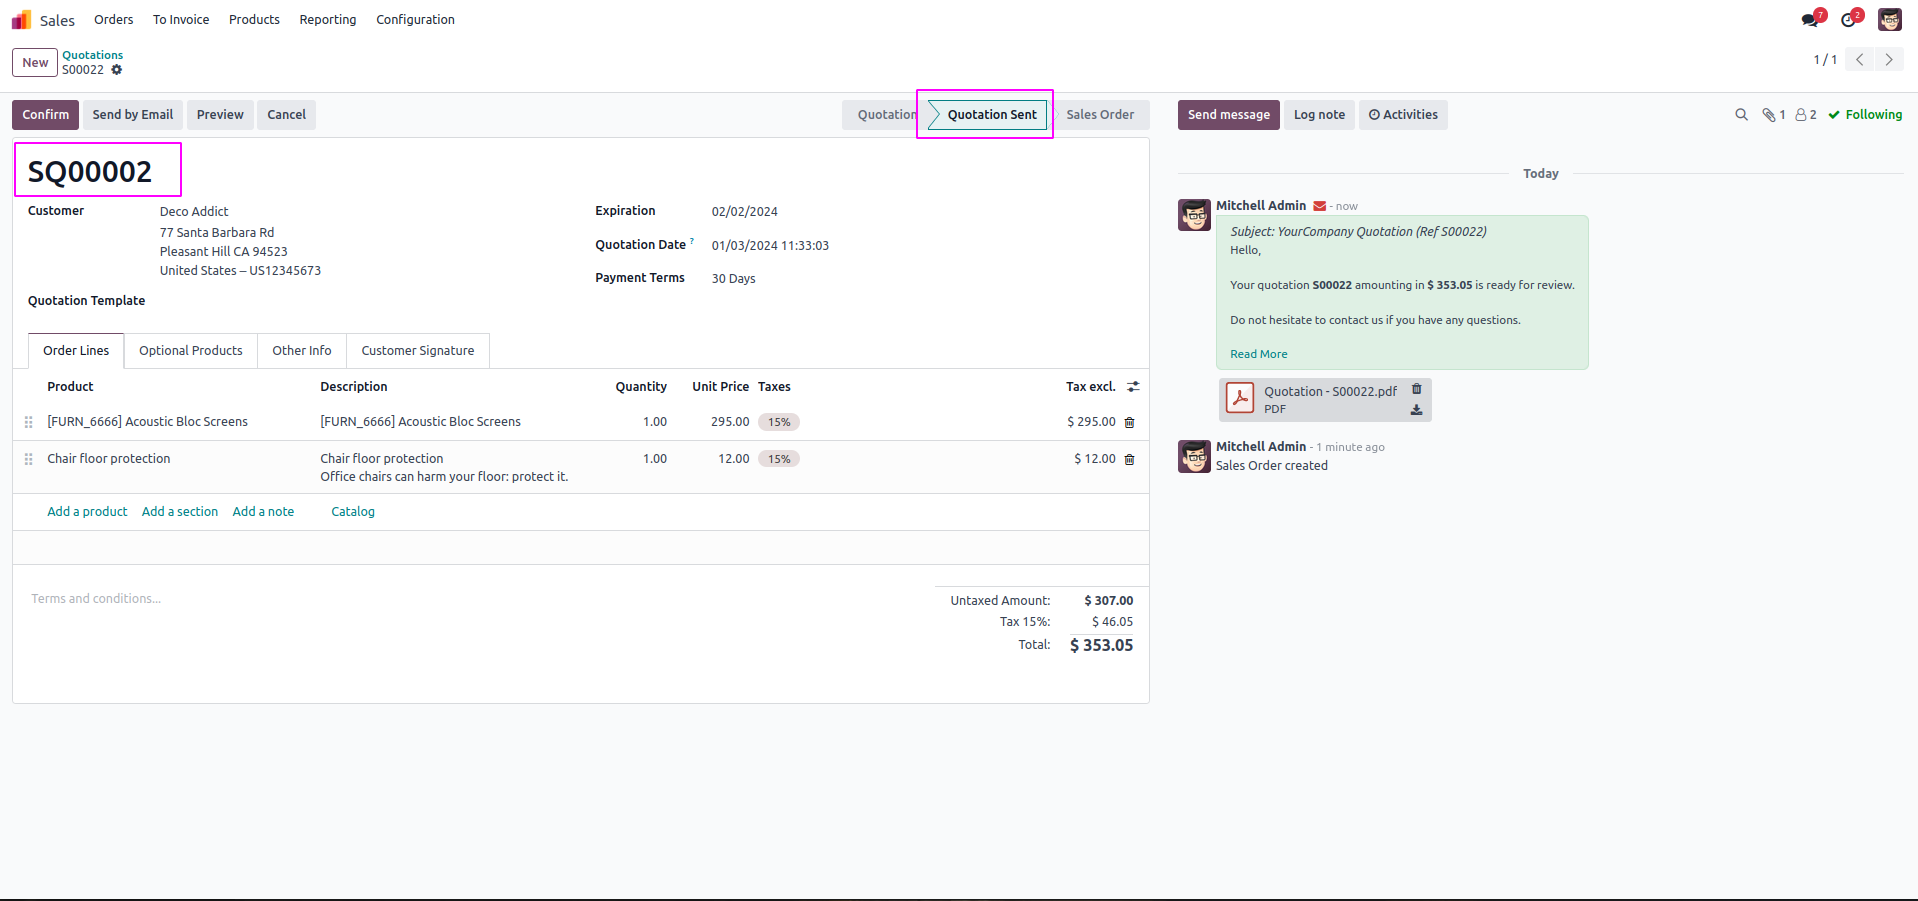 Sales Orders To Invoice Products Reporting Configuration 7 2
New Quotations
S00022
1 / 1
Confirm Send by Email Preview Cancel Quotation Quotation Sent Sales Order
SQ00002
Customer Deco Addict
77 Santa Barbara Rd
Pleasant Hill CA 94523
United States – US12345673
Quotation Template
Expiration 02/02/2024
Quotation Date ? 01/03/2024 11:33:03
Payment Terms 30 Days
Order Lines Optional Products Other Info Customer Signature
Product Description Quantity Unit Price Taxes Tax excl.
[FURN_6666] Acoustic Bloc Screens [FURN_6666] Acoustic Bloc Screens 1.00 295.00 15% $ 295.00
Chair floor protection Chair floor protection 1.00 12.00 15% $ 12.00
Office chairs can harm your floor: protect it.
Add a product Add a section Add a note Catalog
Terms and conditions...
Untaxed Amount: $ 307.00
Tax 15%: $ 46.05
Total: $ 353.05
Send message Log note Activities 1 2 Following
Today
Mitchell Admin - now
Subject: YourCompany Quotation (Ref S00022)
Hello,
Your quotation S00022 amounting in $ 353.05 is ready for review.
Do not hesitate to contact us if you have any questions.
Read More
Quotation - S00022.pdf
PDF
Mitchell Admin - 1 minute ago
Sales Order created